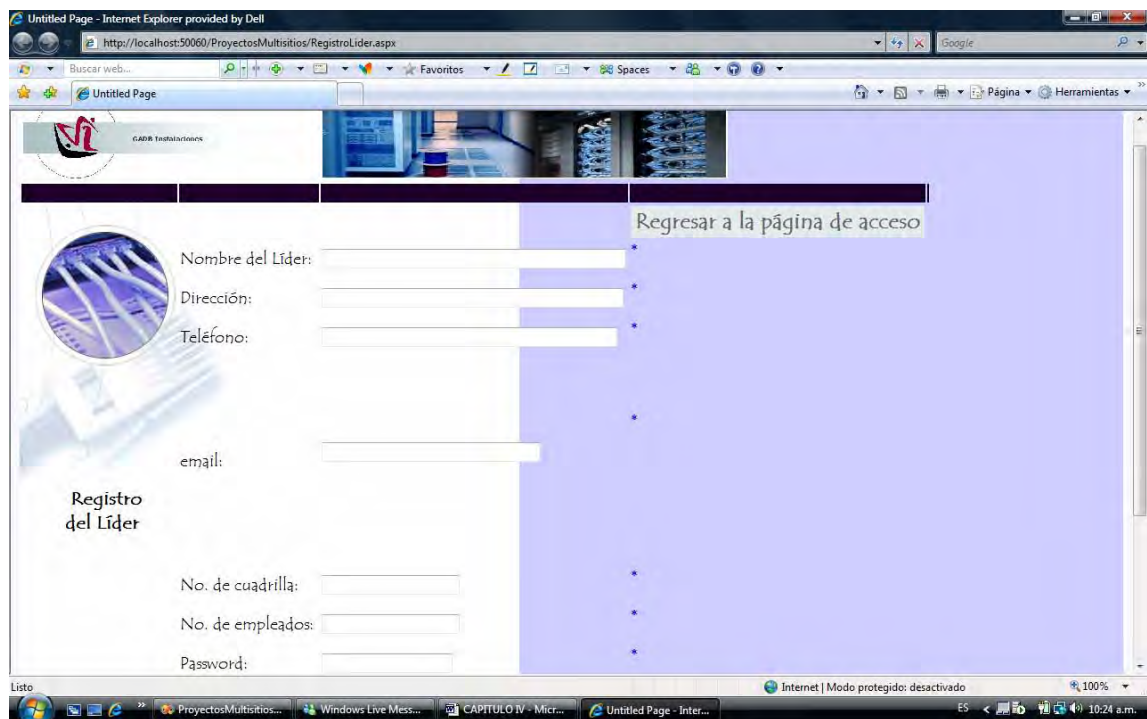 Untitled Page - Internet Explorer provided by Dell
http://localhost:50060/ProyectosMultisitios/RegistroLider.aspx
Google
Buscar web...
Favoritos
Spaces
Untitled Page
Página
Herramientas
GADB Instalaciones
Regresar a la página de acceso
Nombre del Líder: *
Dirección: *
Teléfono: *
*
email:
Registro
del Líder
No. de cuadrilla: *
No. de empleados: *
Password: *
Listo
Internet | Modo protegido: desactivado
100%
ProyectosMultisitios...
Windows Live Mess...
CAPITULO IV - Micr...
Untitled Page - Inter...
ES
10:24 a.m.